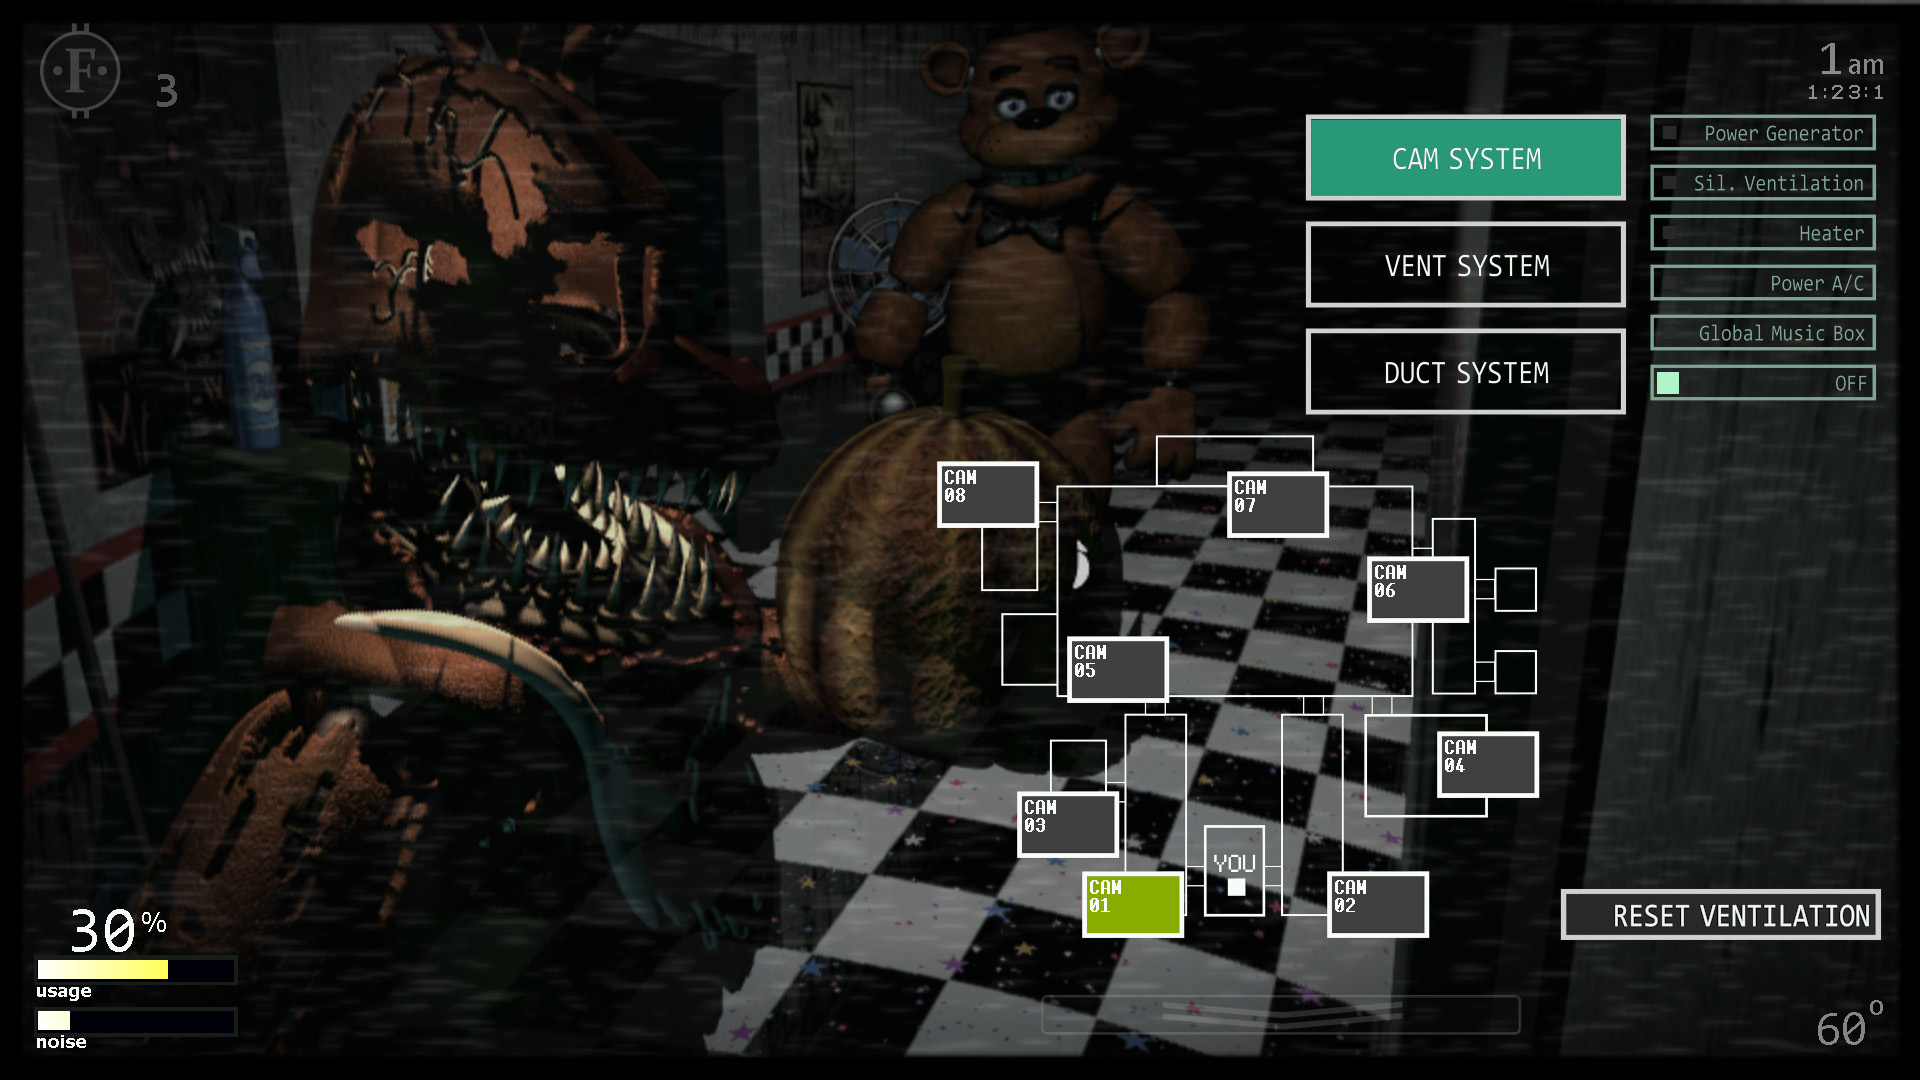 F
3
1 am
1:23:1
CAM SYSTEM
VENT SYSTEM
DUCT SYSTEM
Power Generator
Sil. Ventilation
Heater
Power A/C
Global Music Box
OFF
CAM
08
CAM
07
CAM
06
CAM
05
CAM
04
CAM
03
YOU
CAM
01
CAM
02
RESET VENTILATION
30%
usage
noise
60°